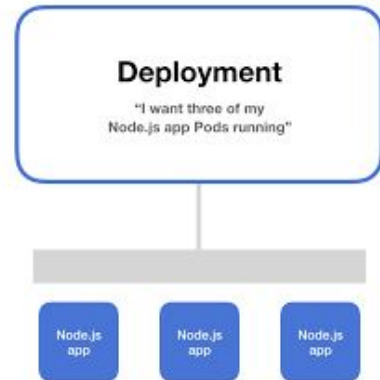 Deployment
“I want three of my
Node.js app Pods running”
Node.js
app
Node.js
app
Node.js
app